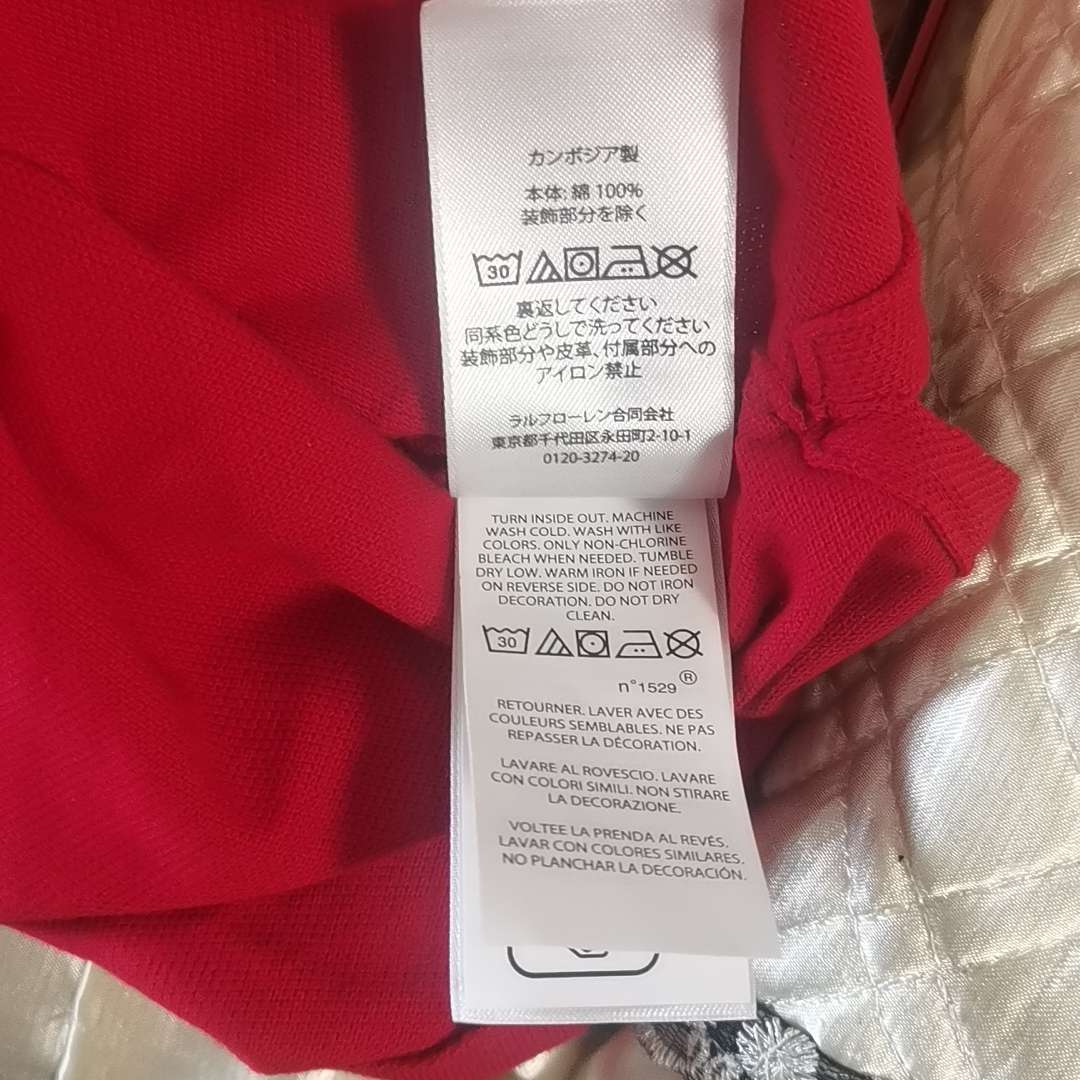 カンボジア製
本体: 綿 100%
装飾部分を除く
30
裏返してください
同系色どうしで洗ってください
装飾部分や皮革、付属部分への
アイロン禁止
ラルフローレン合同会社
東京都千代田区永田町2-10-1
0120-3274-20
TURN INSIDE OUT. MACHINE
WASH COLD. WASH WITH LIKE
COLORS. ONLY NON-CHLORINE
BLEACH WHEN NEEDED. TUMBLE
DRY LOW. WARM IRON IF NEEDED
ON REVERSE SIDE. DO NOT IRON
DECORATION. DO NOT DRY
CLEAN.
30
n°1529®
RETOURNER. LAVER AVEC DES
COULEURS SEMBLABLES. NE PAS
REPASSER LA DÉCORATION.
LAVARE AL ROVESCIO. LAVARE
CON COLORI SIMILI. NON STIRARE
LA DECORAZIONE.
VOLTEE LA PRENDA AL REVÉS.
LAVAR CON COLORES SIMILARES.
NO PLANCHAR LA DECORACIÓN.